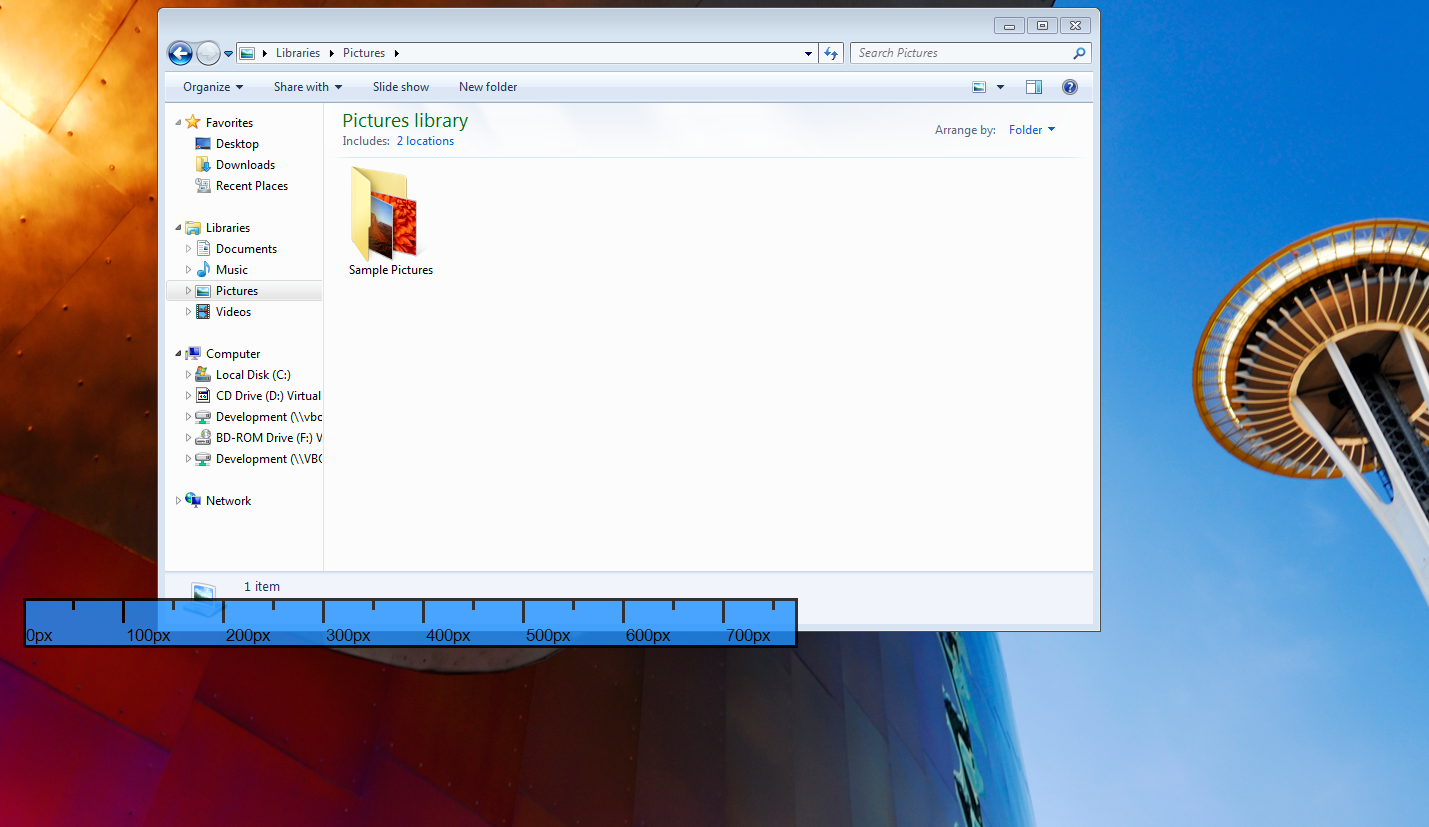 Libraries Pictures
Search Pictures
Organize Share with Slide show New folder
Favorites
Desktop
Downloads
Recent Places
Libraries
Documents
Music
Pictures
Videos
Computer
Local Disk (C:)
CD Drive (D:) Virtual
Development (\\vbc
BD-ROM Drive (F:) V
Development (\\VBC
Network
Pictures library
Includes: 2 locations
Arrange by: Folder
Sample Pictures
1 item
0px 100px 200px 300px 400px 500px 600px 700px